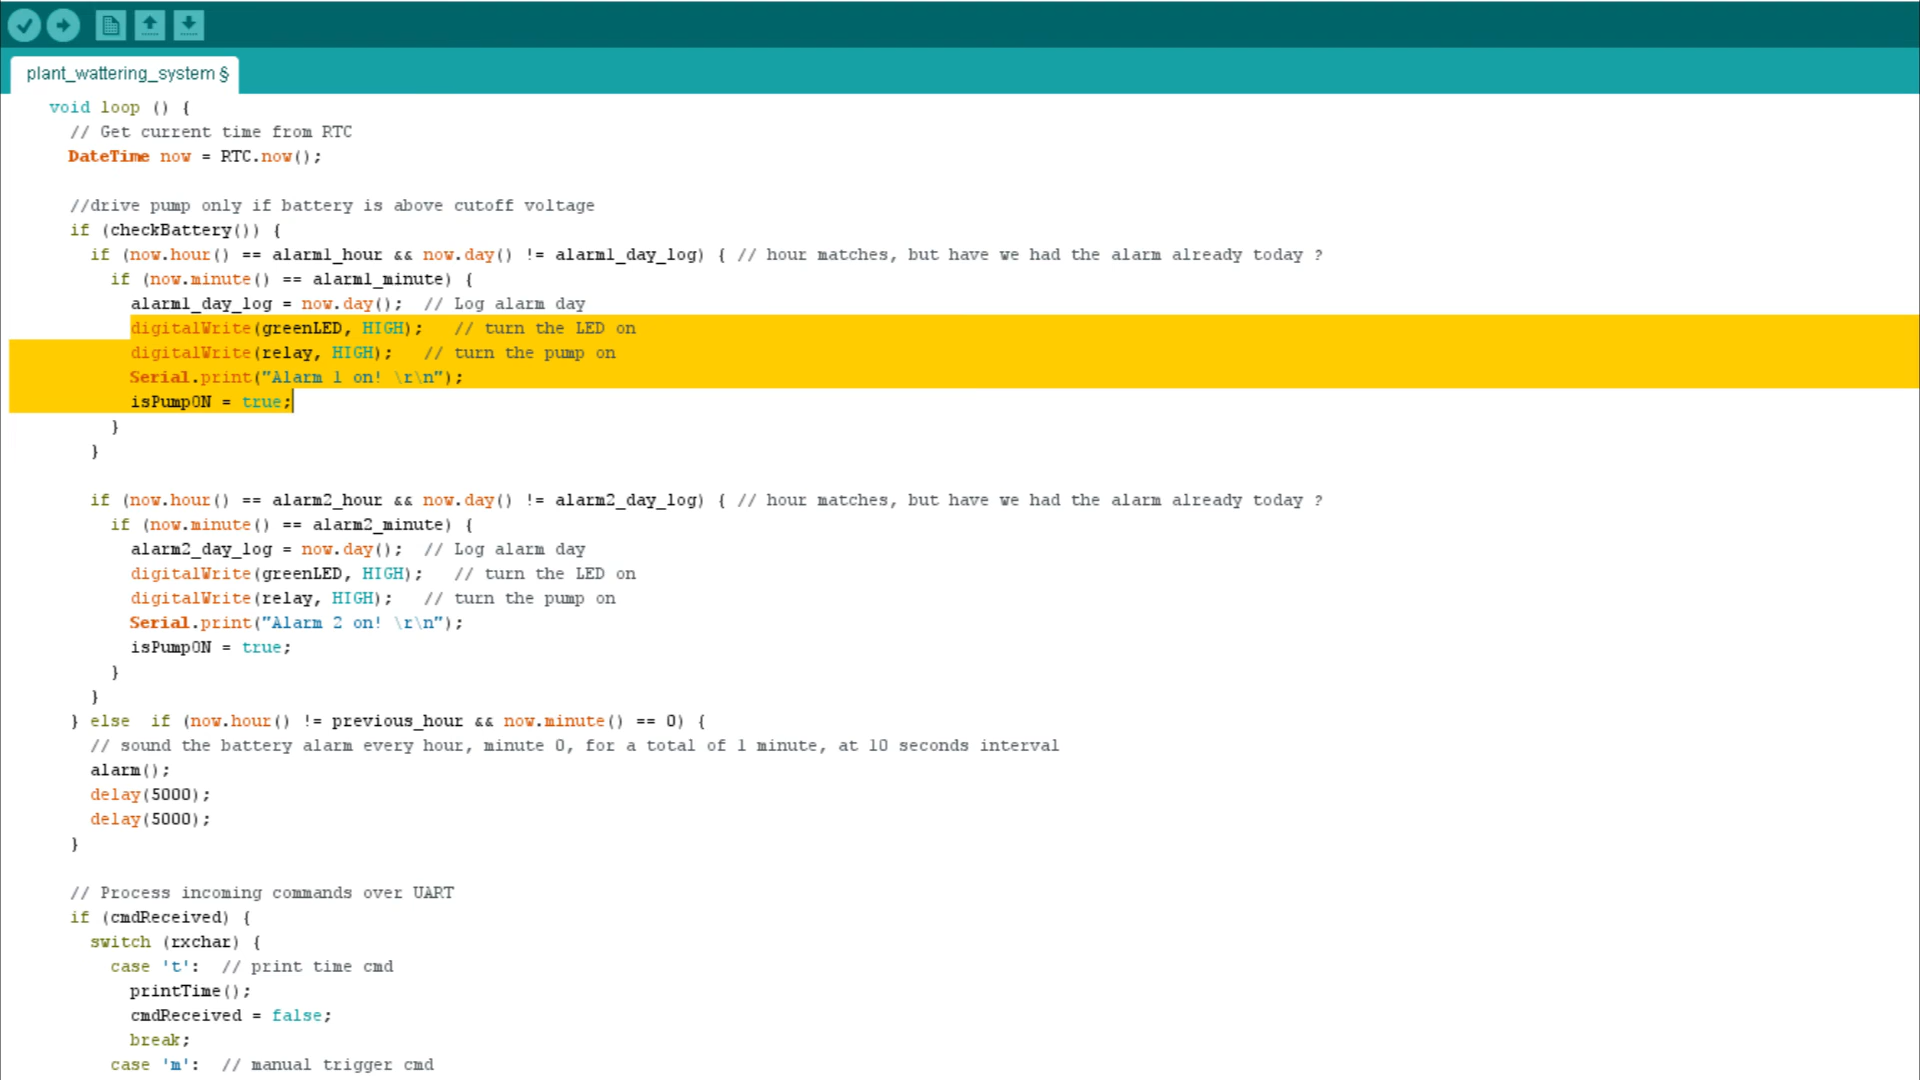 plant_wattering_system §
void loop () {
// Get current time from RTC
DateTime now = RTC.now();
//drive pump only if battery is above cutoff voltage
if (checkBattery()) {
if (now.hour() == alarm1_hour && now.day() != alarm1_day_log) { // hour matches, but have we had the alarm already today ?
if (now.minute() == alarm1_minute) {
alarm1_day_log = now.day(); // Log alarm day
digitalWrite(greenLED, HIGH); // turn the LED on
digitalWrite(relay, HIGH); // turn the pump on
Serial.print("Alarm 1 on! \r\n");
isPumpON = true;
}
}
if (now.hour() == alarm2_hour && now.day() != alarm2_day_log) { // hour matches, but have we had the alarm already today ?
if (now.minute() == alarm2_minute) {
alarm2_day_log = now.day(); // Log alarm day
digitalWrite(greenLED, HIGH); // turn the LED on
digitalWrite(relay, HIGH); // turn the pump on
Serial.print("Alarm 2 on! \r\n");
isPumpON = true;
}
}
} else if (now.hour() != previous_hour && now.minute() == 0) {
// sound the battery alarm every hour, minute 0, for a total of 1 minute, at 10 seconds interval
alarm();
delay(5000);
delay(5000);
}
// Process incoming commands over UART
if (cmdReceived) {
switch (rxchar) {
case 't': // print time cmd
printTime();
cmdReceived = false;
break;
case 'm': // manual trigger cmd